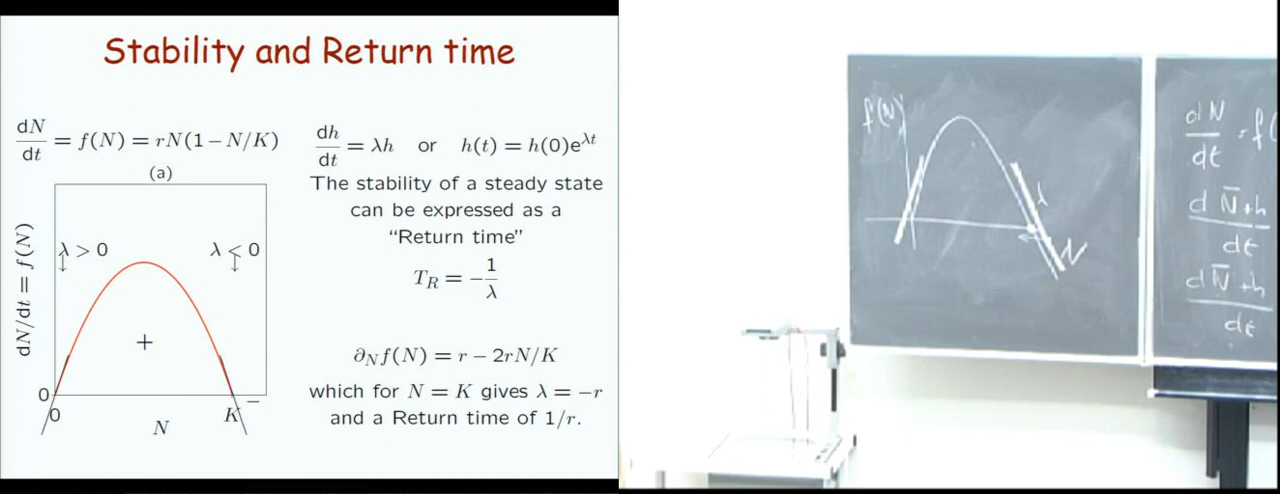 Stability and Return time
dN/dt = f(N) = rN(1−N/K)
(a)
dN/dt = f(N)
λ > 0
λ < 0
+
0
0
K
−
N
dh/dt = λh or h(t) = h(0)e^λt
The stability of a steady state
can be expressed as a
“Return time”
T_R = −1/λ
∂_N f(N) = r − 2rN/K
which for N = K gives λ = −r
and a Return time of 1/r.
f(N)
λ
N
dN/dt = f(
d N̄+h/dt
d N̄+h/dt